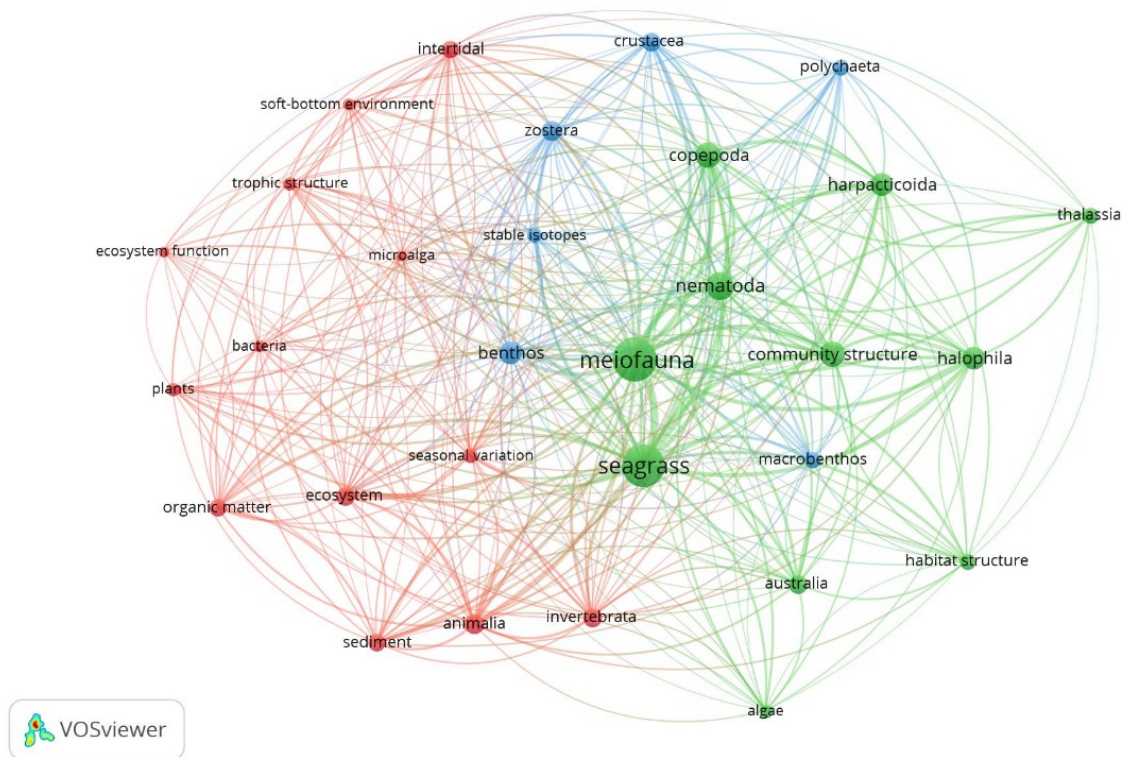 crustacea
intertidal
polychaeta
soft-bottom environment
zostera
copepoda
trophic structure
harpacticoida
thalassia
stable isotopes
ecosystem function
microalga
nematoda
bacteria
benthos
meiofauna
community structure
halophila
plants
seasonal variation
seagrass
macrobenthos
ecosystem
organic matter
habitat structure
australia
invertebrata
animalia
sediment
algae
VOSviewer